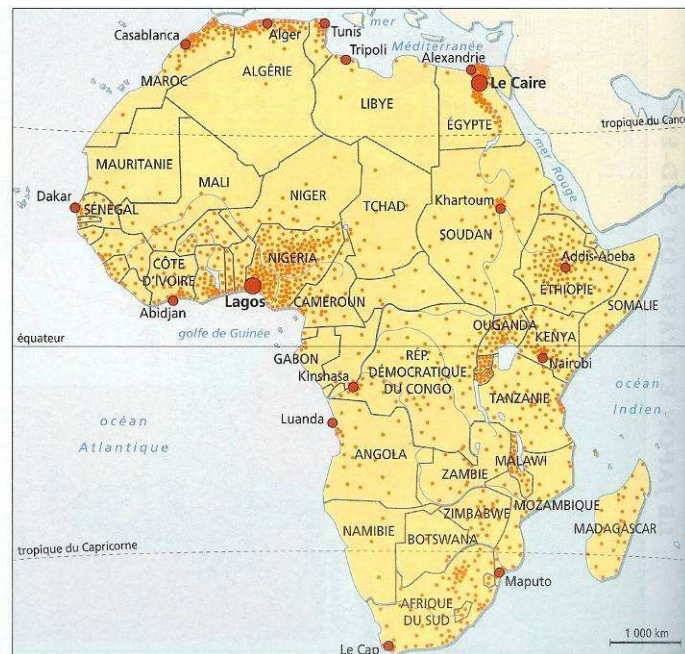 mer
Méditerranée
Casablanca
Alger
Tunis
Tripoli
Alexandrie
Le Caire
MAROC
ALGÉRIE
LIBYE
ÉGYPTE
tropique du Cancer
mer Rouge
MAURITANIE
MALI
NIGER
TCHAD
Khartoum
SOUDAN
Dakar
SÉNÉGAL
CÔTE
D'IVOIRE
NIGÉRIA
Addis-Abeba
ÉTHIOPIE
SOMALIE
Abidjan
Lagos
CAMEROUN
golfe de Guinée
équateur
OUGANDA
KENYA
GABON
RÉP.
DÉMOCRATIQUE
DU CONGO
Kinshasa
Nairobi
TANZANIE
océan
Indien
océan
Atlantique
Luanda
ANGOLA
ZAMBIE
MALAWI
MOZAMBIQUE
ZIMBABWE
MADAGASCAR
NAMIBIE
BOTSWANA
tropique du Capricorne
Maputo
AFRIQUE
DU SUD
Le Cap
1 000 km